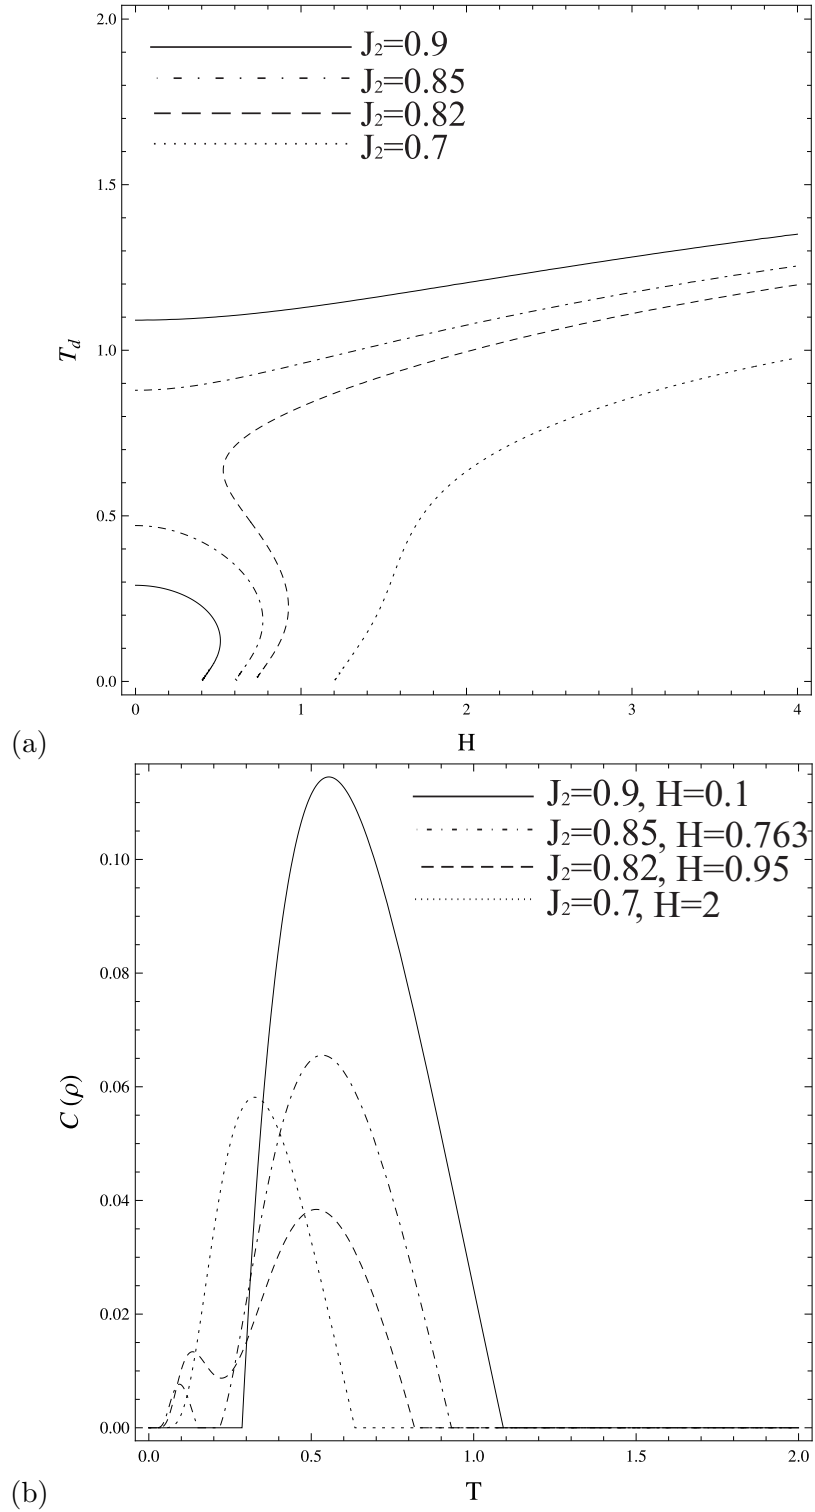 2.0
J₂=0.9
J₂=0.85
J₂=0.82
J₂=0.7
1.5
1.0
T_d
0.5
0.0
0 1 2 3 4
H
(a)
J₂=0.9, H=0.1
J₂=0.85, H=0.763
J₂=0.82, H=0.95
J₂=0.7, H=2
0.10
0.08
0.06
C(ρ)
0.04
0.02
0.00
0.0 0.5 1.0 1.5 2.0
T
(b)